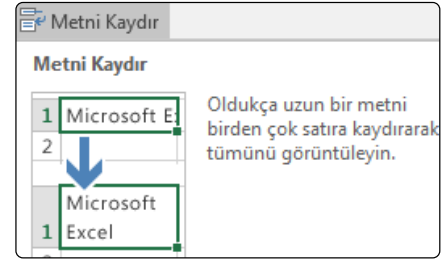 Metni Kaydır
Metni Kaydır
1 Microsoft E
2
Microsoft
1 Excel
Oldukça uzun bir metni
birden çok satıra kaydırarak
tümünü görüntüleyin.